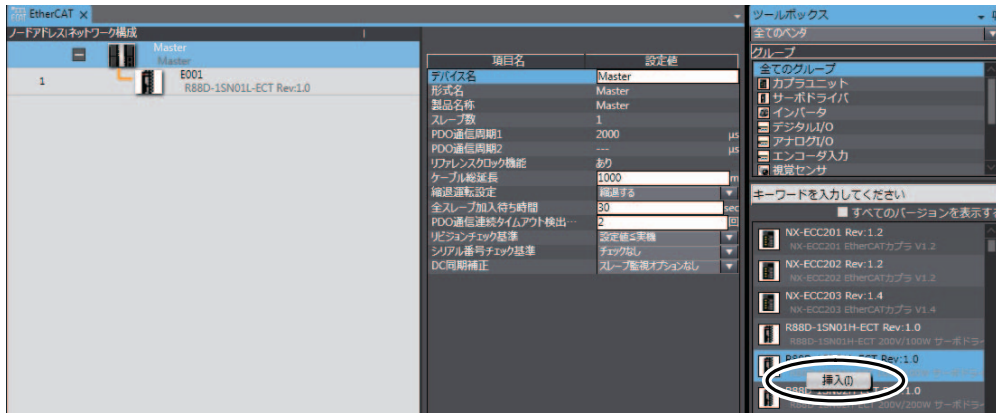 EtherCAT ×
ノードアドレス|ネットワーク構成
Master
Master
1
E001
R88D-1SN01L-ECT Rev:1.0
項目名 設定値
デバイス名 Master
形式名 Master
製品名称 Master
スレーブ数 1
PDO通信周期1 2000 μs
PDO通信周期2 --- μs
リファレンスクロック機能 あり
ケーブル総延長 1000 m
縮退運転設定 縮退する
全スレーブ加入待ち時間 30 sec
PDO通信連続タイムアウト検出… 2 回
リビジョンチェック基準 設定値≦実機
シリアル番号チェック基準 チェックなし
DC同期補正 スレーブ監視オプションなし
ツールボックス
全てのベンダ
グループ
全てのグループ
カプラユニット
サーボドライバ
インバータ
デジタルI/O
アナログI/O
エンコーダ入力
視覚センサ
キーワードを入力してください
すべてのバージョンを表示す
NX-ECC201 Rev:1.2
NX-ECC201 EtherCATカプラ V1.2
NX-ECC202 Rev:1.2
NX-ECC202 EtherCATカプラ V1.2
NX-ECC203 Rev:1.4
NX-ECC203 EtherCATカプラ V1.4
R88D-1SN01H-ECT Rev:1.0
R88D-1SN01H-ECT 200V/100W サーボドラ
Rev:1.0
挿入(I)
1.0
200V/200W サーボドラ